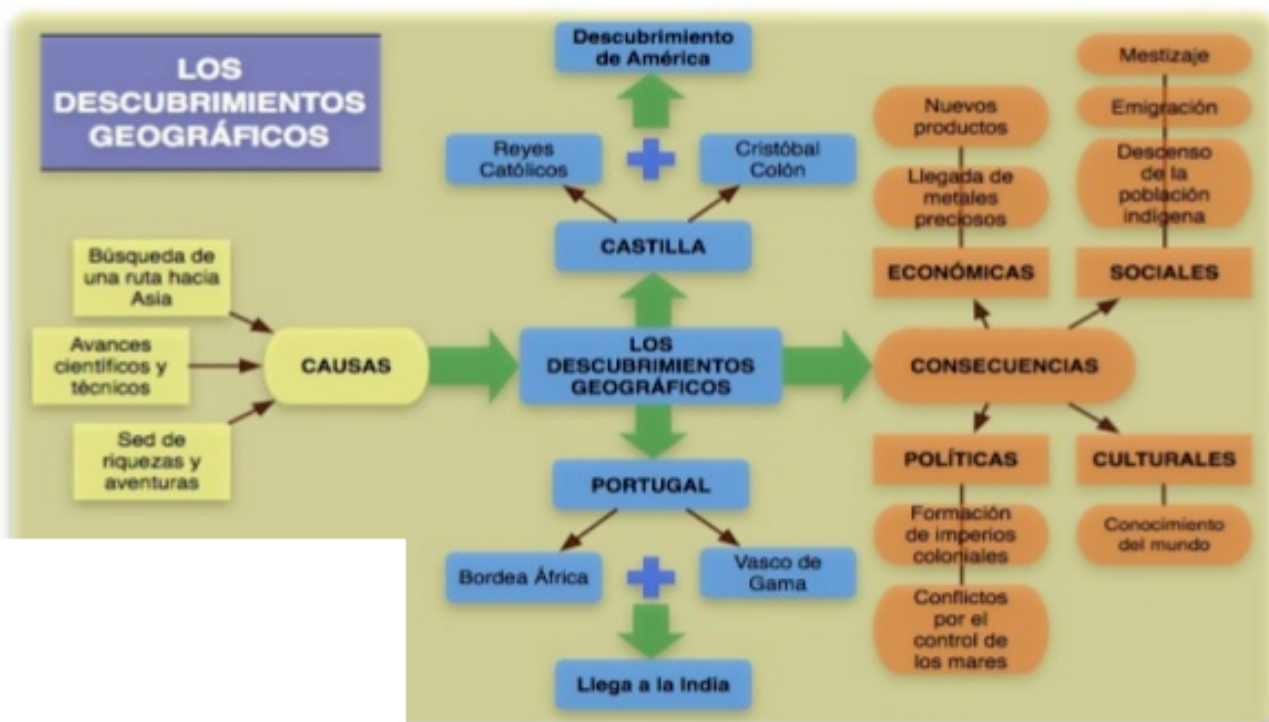 LOS
DESCUBRIMIENTOS
GEOGRÁFICOS
Búsqueda de
una ruta hacia
Asia
Avances
científicos y
técnicos
Sed de
riquezas y
aventuras
CAUSAS
Descubrimiento
de América
Reyes
Católicos
Cristóbal
Colón
CASTILLA
LOS
DESCUBRIMIENTOS
GEOGRÁFICOS
PORTUGAL
Bordea África
Vasco de
Gama
Llega a la India
CONSECUENCIAS
Nuevos
productos
Llegada de
metales
preciosos
ECONÓMICAS
Mestizaje
Emigración
Descenso
de la
población
indígena
SOCIALES
POLÍTICAS
Formación
de imperios
coloniales
Conflictos
por el
control de
los mares
CULTURALES
Conocimiento
del mundo